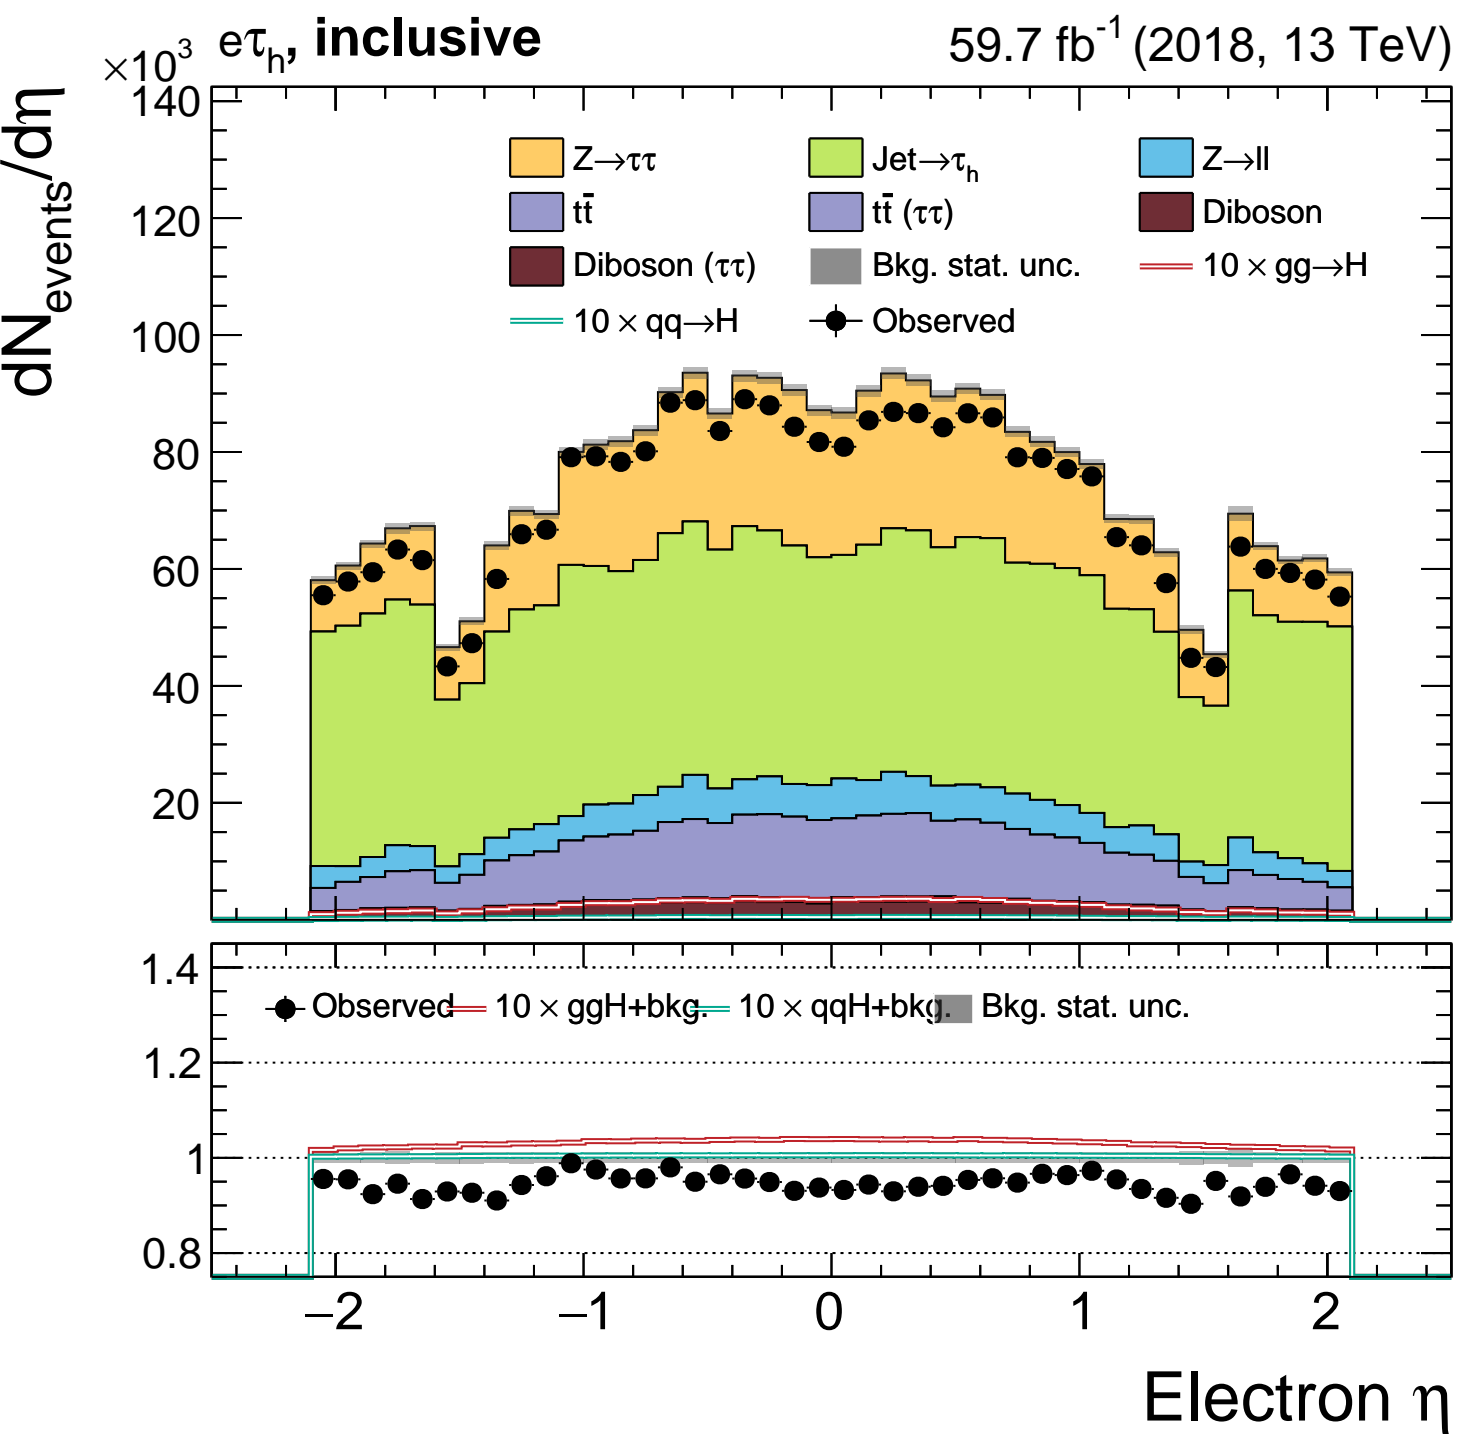 ×10³ eτₕ, inclusive 59.7 fb⁻¹ (2018, 13 TeV)
dN_events/dη
140
120
100
80
60
40
20
Z→ττ Jet→τₕ Z→ll
tt̄ tt̄ (ττ) Diboson
Diboson (ττ) Bkg. stat. unc. 10 × gg→H
10 × qq→H Observed
1.4
1.2
1
0.8
Observed 10 × ggH+bkg. 10 × qqH+bkg. Bkg. stat. unc.
−2 −1 0 1 2
Electron η